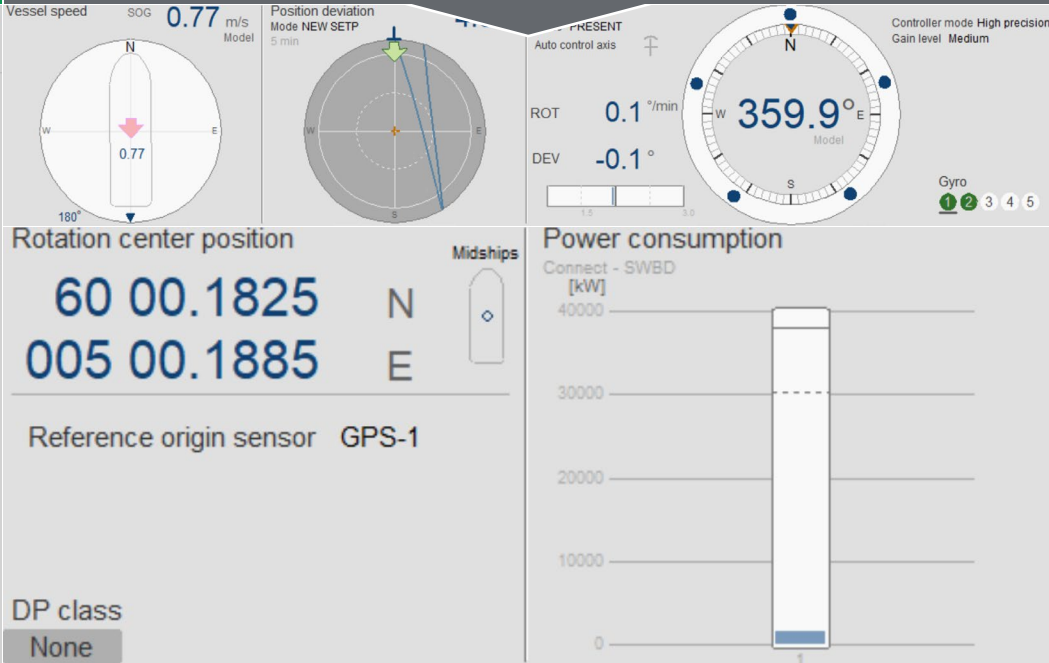 Vessel speed
SOG 0.77 m/s
Model
N
W E
0.77
180°
Position deviation
Mode NEW SETP
5 min
W E
S
PRESENT
Auto control axis
ROT 0.1 °/min
DEV -0.1 °
1.5 3.0
N
W 359.9° E
Model
S
Controller mode High precision
Gain level Medium
Gyro
1 2 3 4 5
Rotation center position
Midships
60 00.1825 N
005 00.1885 E
Reference origin sensor GPS-1
DP class
None
Power consumption
Connect - SWBD
[kW]
40000
30000
20000
10000
0
1